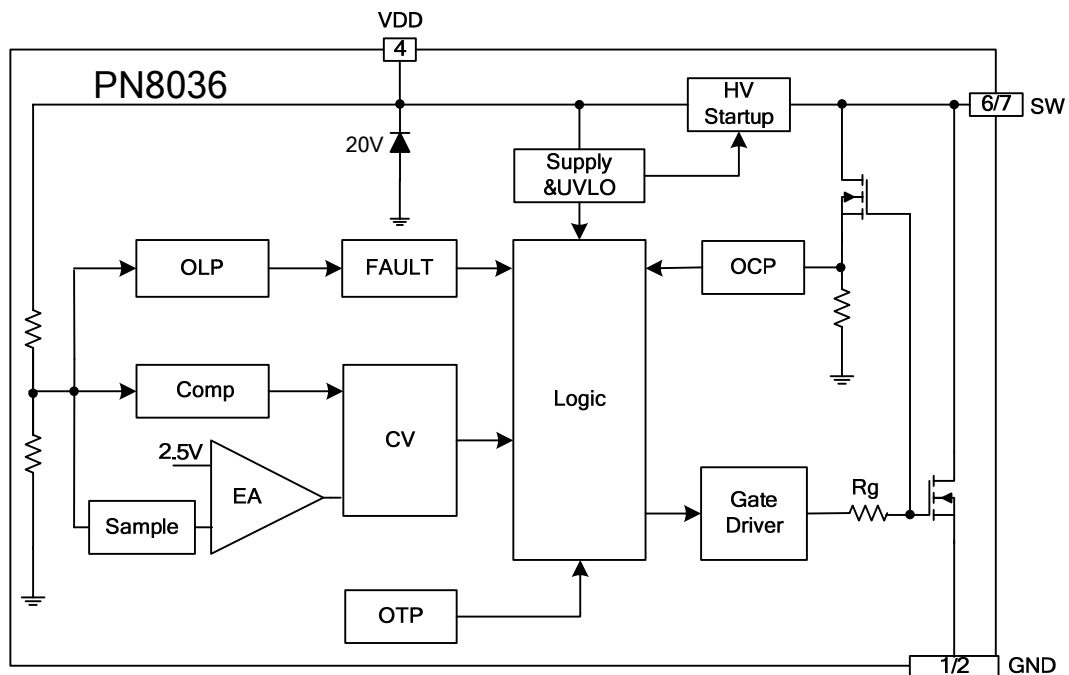 VDD
4
PN8036
HV
Startup
6/7
SW
20V
Supply
&UVLO
OLP
FAULT
OCP
Comp
CV
Logic
2.5V
EA
Sample
Gate
Driver
Rg
OTP
1/2
GND